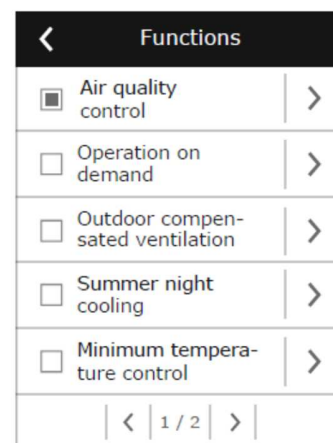 Functions
Air quality
control
Operation on
demand
Outdoor compen-
sated ventilation
Summer night
cooling
Minimum tempera-
ture control
1 / 2